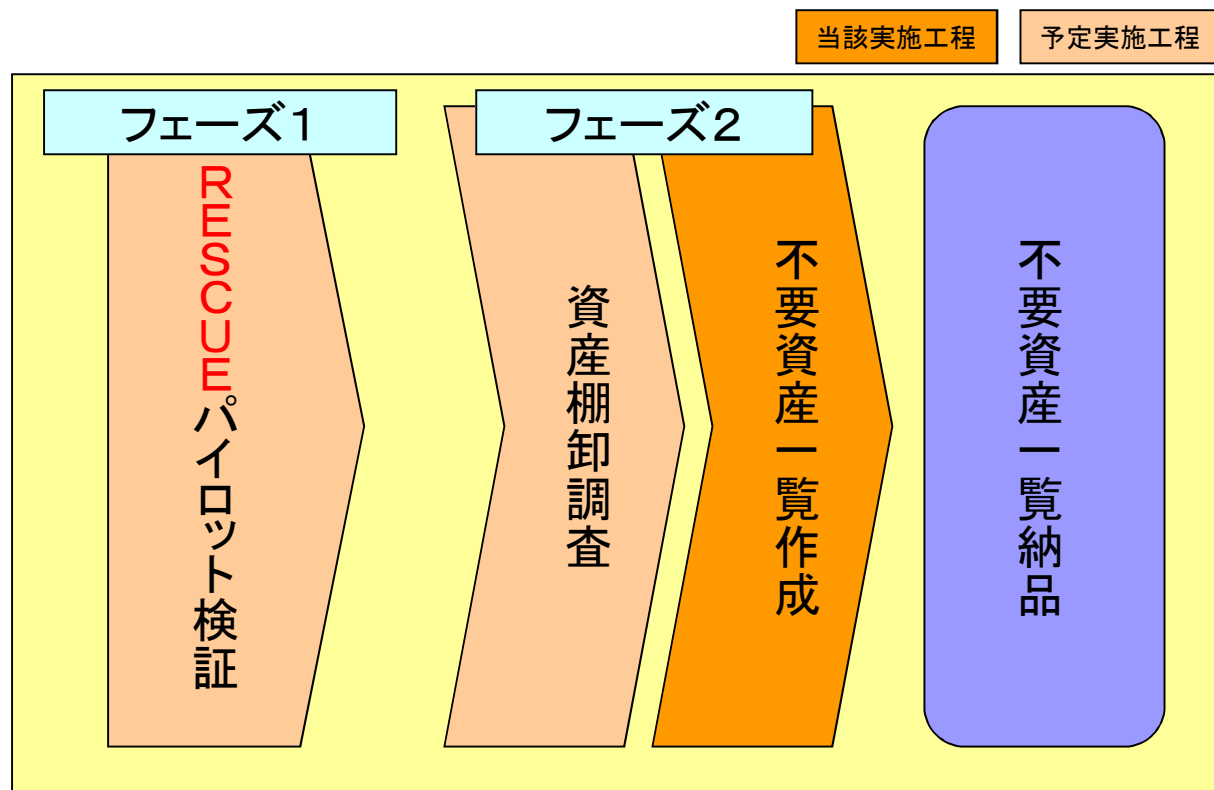 当該実施工程
予定実施工程
フェーズ１
フェーズ２
ＲＥＳＣＵＥパイロット検証
資産棚卸調査
不要資産一覧作成
不要資産一覧納品